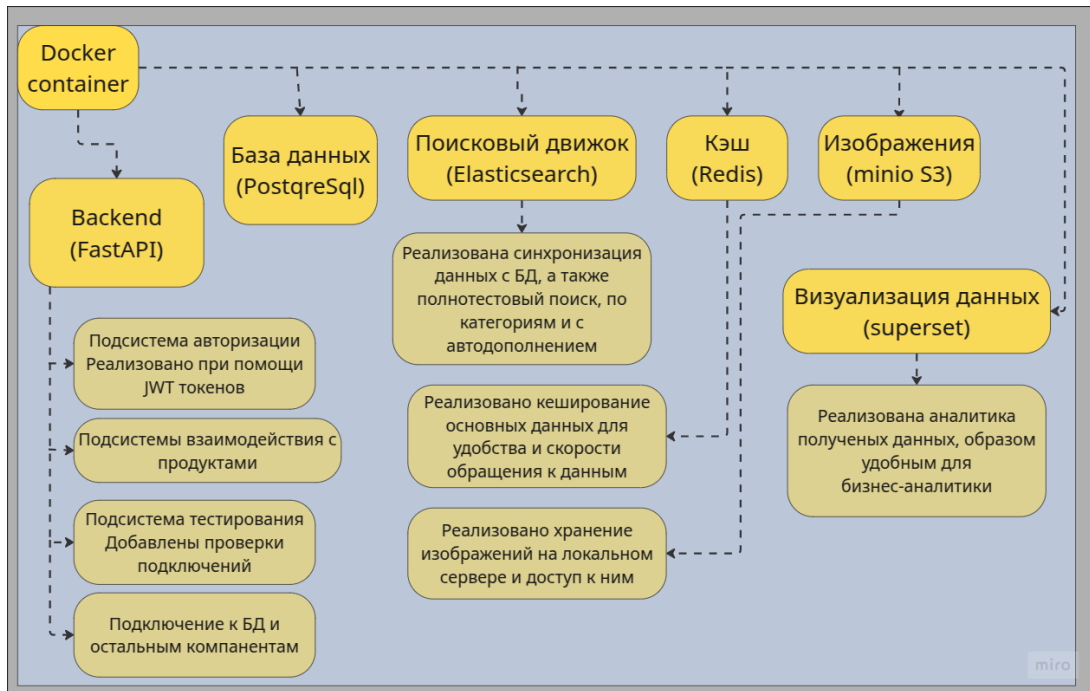 Docker
container
База данных
(PostqreSql)
Поисковый движок
(Elasticsearch)
Кэш
(Redis)
Изображения
(minio S3)
Backend
(FastAPI)
Реализована синхронизация
данных с БД, а также
полнотестовый поиск, по
категориям и с
автодополнением
Визуализация данных
(superset)
Подсистема авторизации
Реализовано при помощи
JWT токенов
Подсистемы взаимодействия с
продуктами
Подсистема тестирования
Добавлены проверки
подключений
Подключение к БД и
остальным компонентам
Реализовано кеширование
основных данных для
удобства и скорости
обращения к данным
Реализовано хранение
изображений на локальном
сервере и доступ к ним
Реализована аналитика
полученых данных, образом
удобным для
бизнес-аналитики
miro